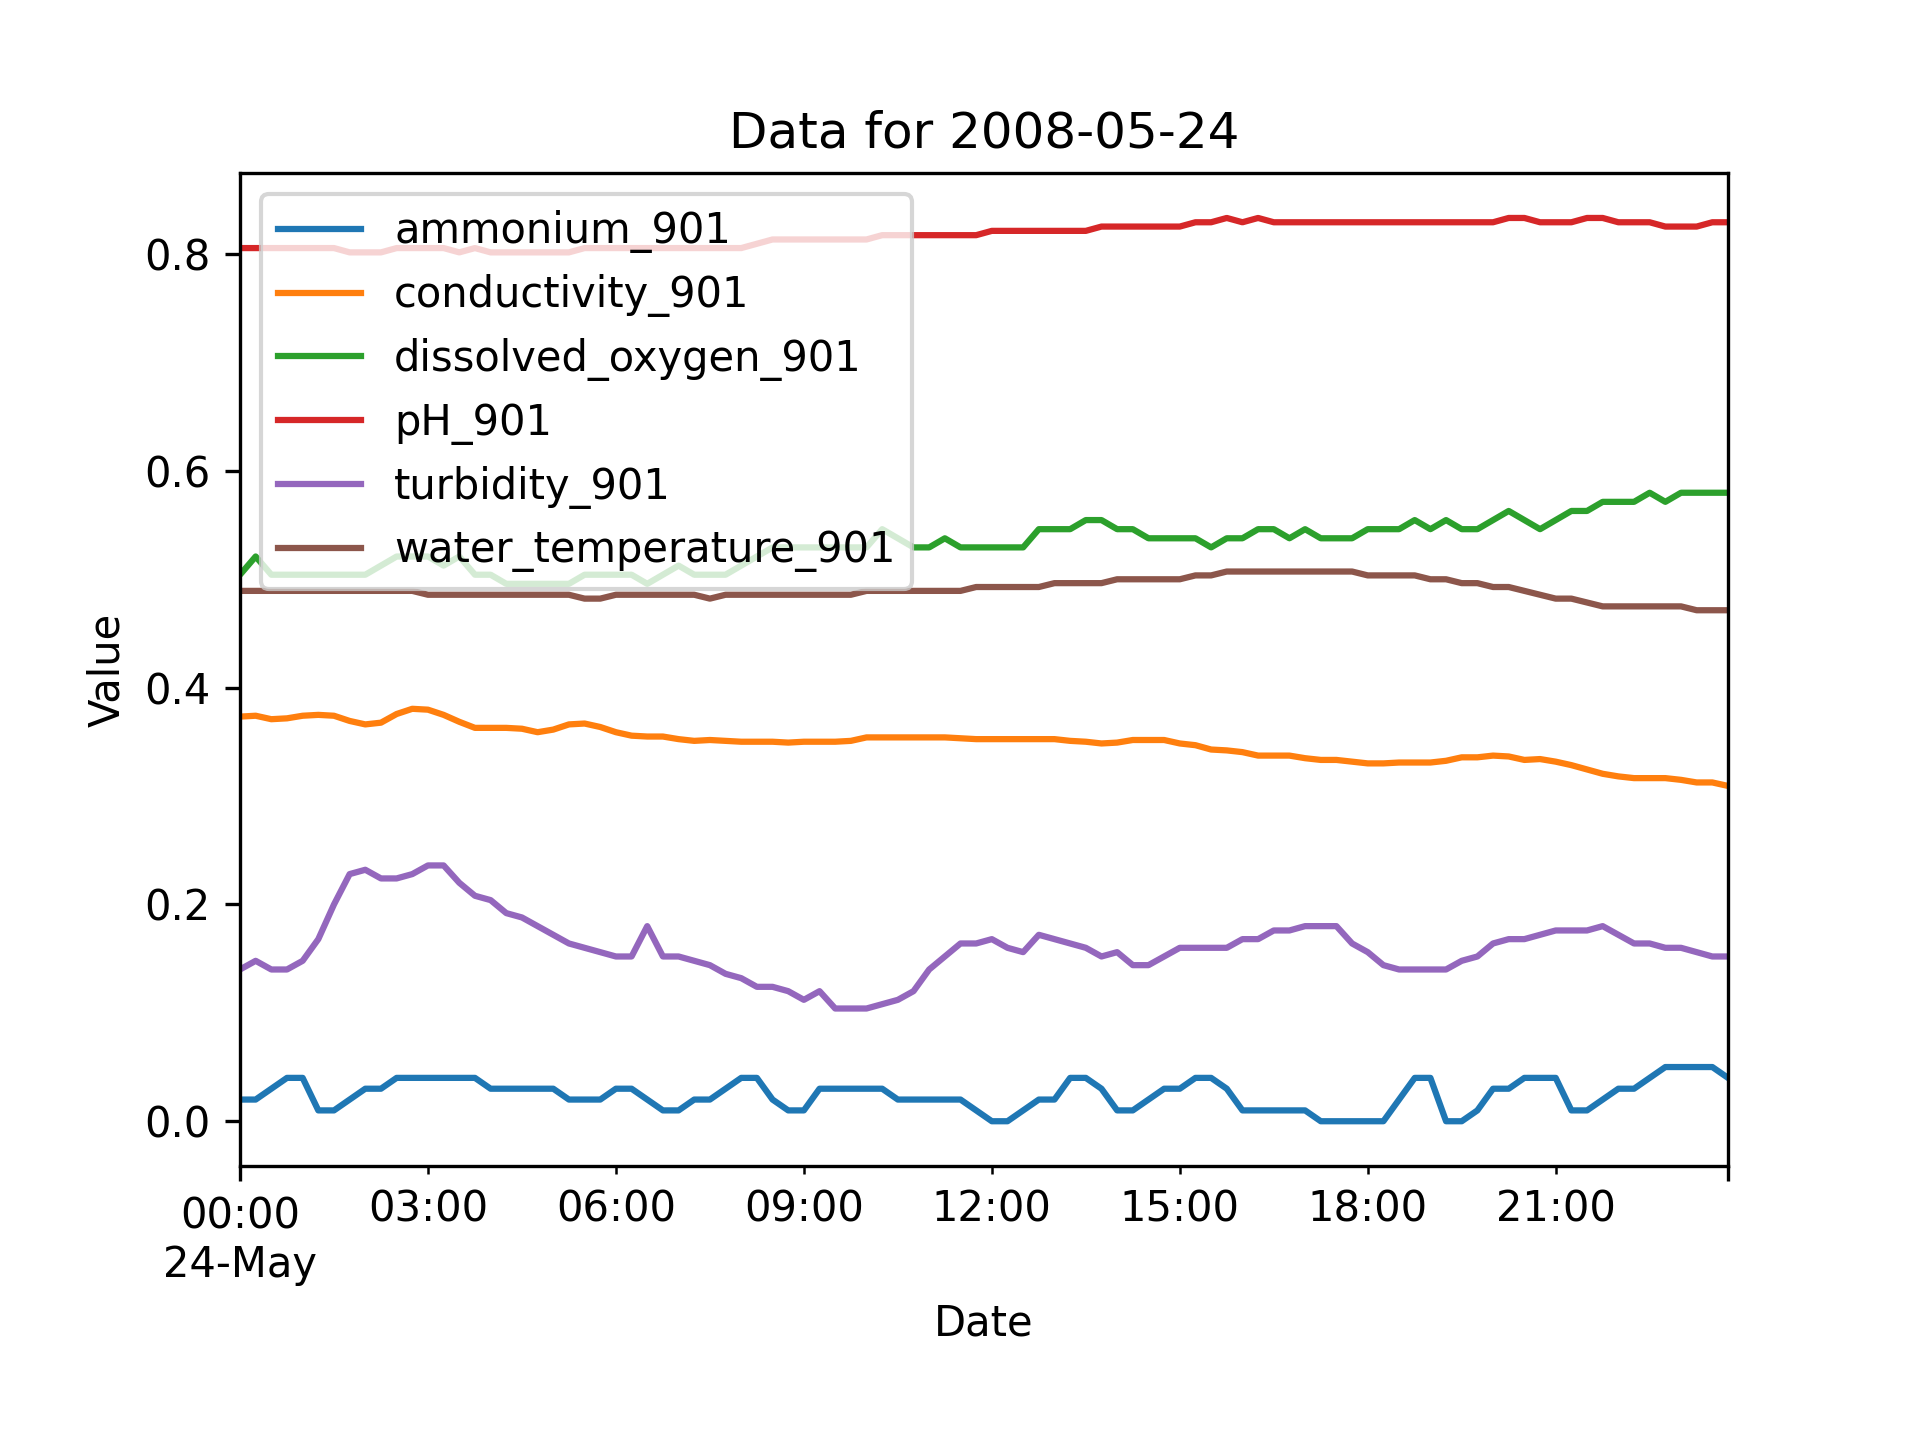 Data for 2008-05-24
ammonium_901
conductivity_901
dissolved_oxygen_901
pH_901
turbidity_901
water_temperature_901
0.8
0.6
0.4
0.2
0.0
Value
00:00 03:00 06:00 09:00 12:00 15:00 18:00 21:00
24-May
Date